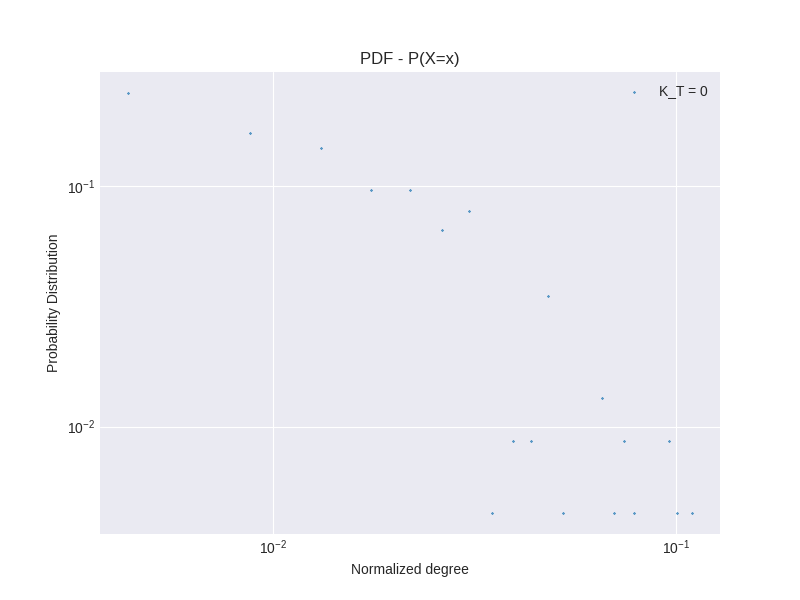 PDF - P(X=x)
K_T = 0
10⁻¹
10⁻²
Probability Distribution
10⁻²
10⁻¹
Normalized degree